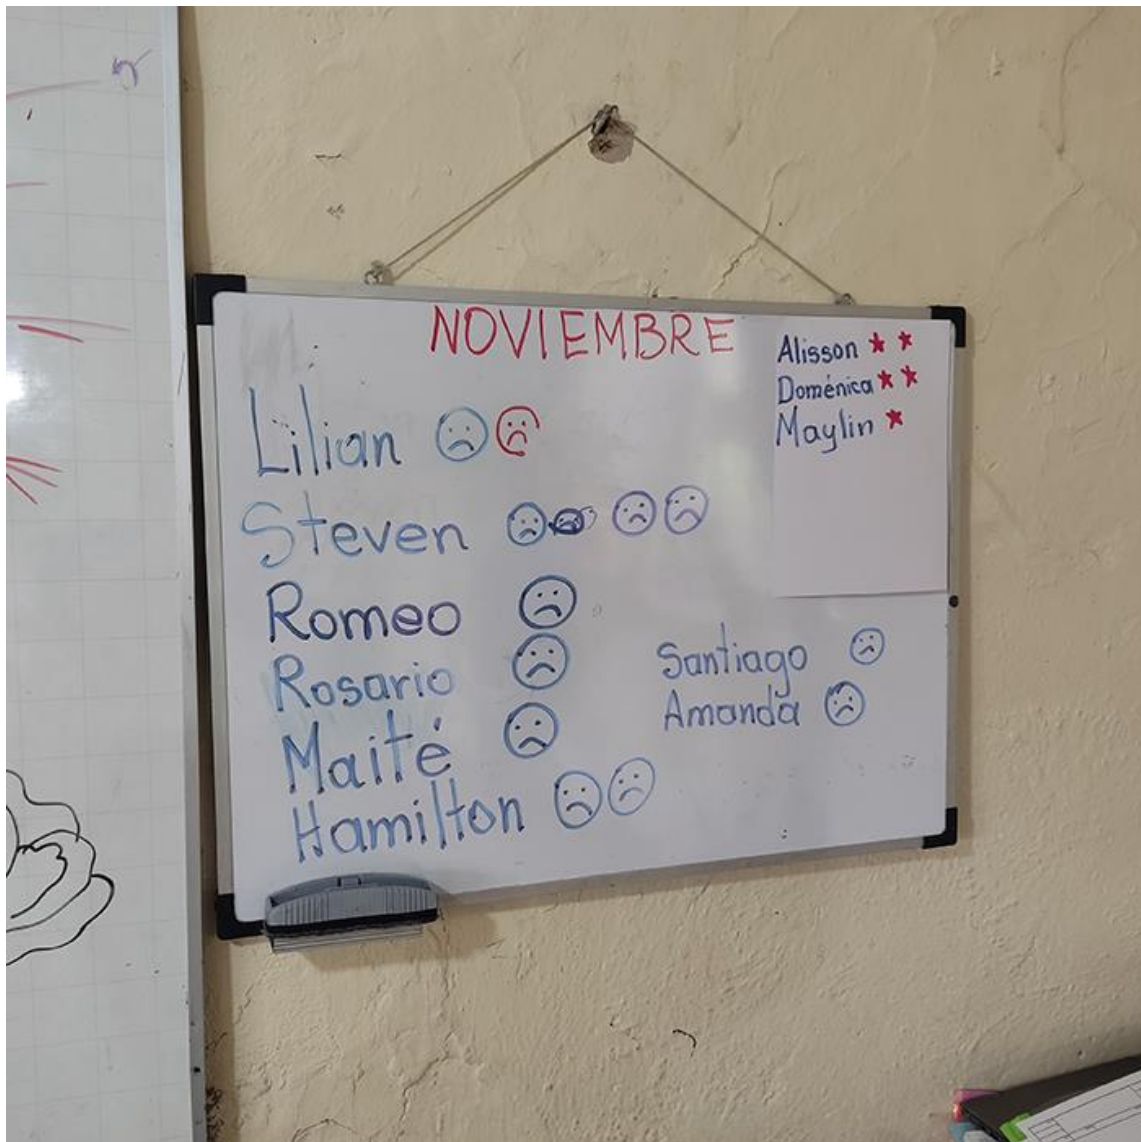 NOVIEMBRE
Alisson
Doménica
Maylin
Lilian
Steven
Romeo
Rosario
Maité
Hamilton
Santiago
Amanda